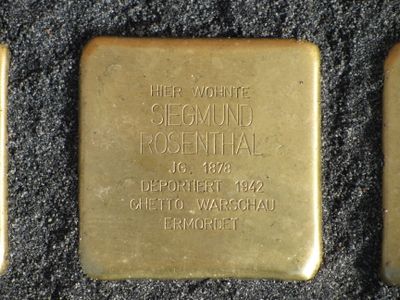 HIER WOHNTE
SIEGMUND
ROSENTHAL
JG. 1878
DEPORTIERT 1942
GHETTO WARSCHAU
ERMORDET